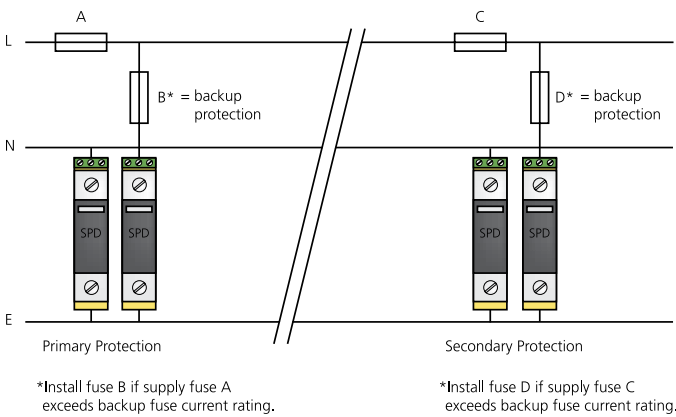 A
C
L
B* = backup
protection
D* = backup
protection
N
SPD
SPD
SPD
SPD
E
Primary Protection
Secondary Protection
*Install fuse B if supply fuse A
exceeds backup fuse current rating.
*Install fuse D if supply fuse C
exceeds backup fuse current rating.